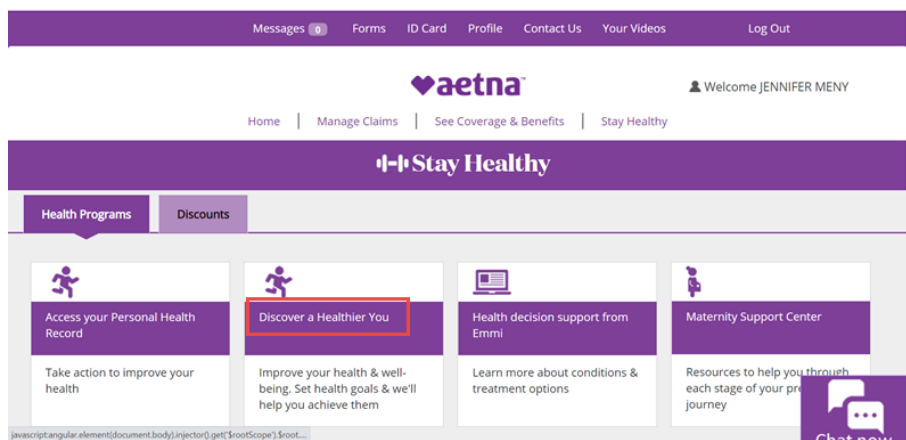 Messages 0 Forms ID Card Profile Contact Us Your Videos Log Out
aetna™
Welcome JENNIFER MENY
Home | Manage Claims | See Coverage & Benefits | Stay Healthy
Stay Healthy
Health Programs Discounts
Access your Personal Health
Record
Take action to improve your
health
Discover a Healthier You
Improve your health & well-
being. Set health goals & we'll
help you achieve them
Health decision support from
Emmi
Learn more about conditions &
treatment options
Maternity Support Center
Resources to help you through
each stage of your
journey
Chat now
javascript:angular.element(document.body).injector().get('$rootScope').$root....